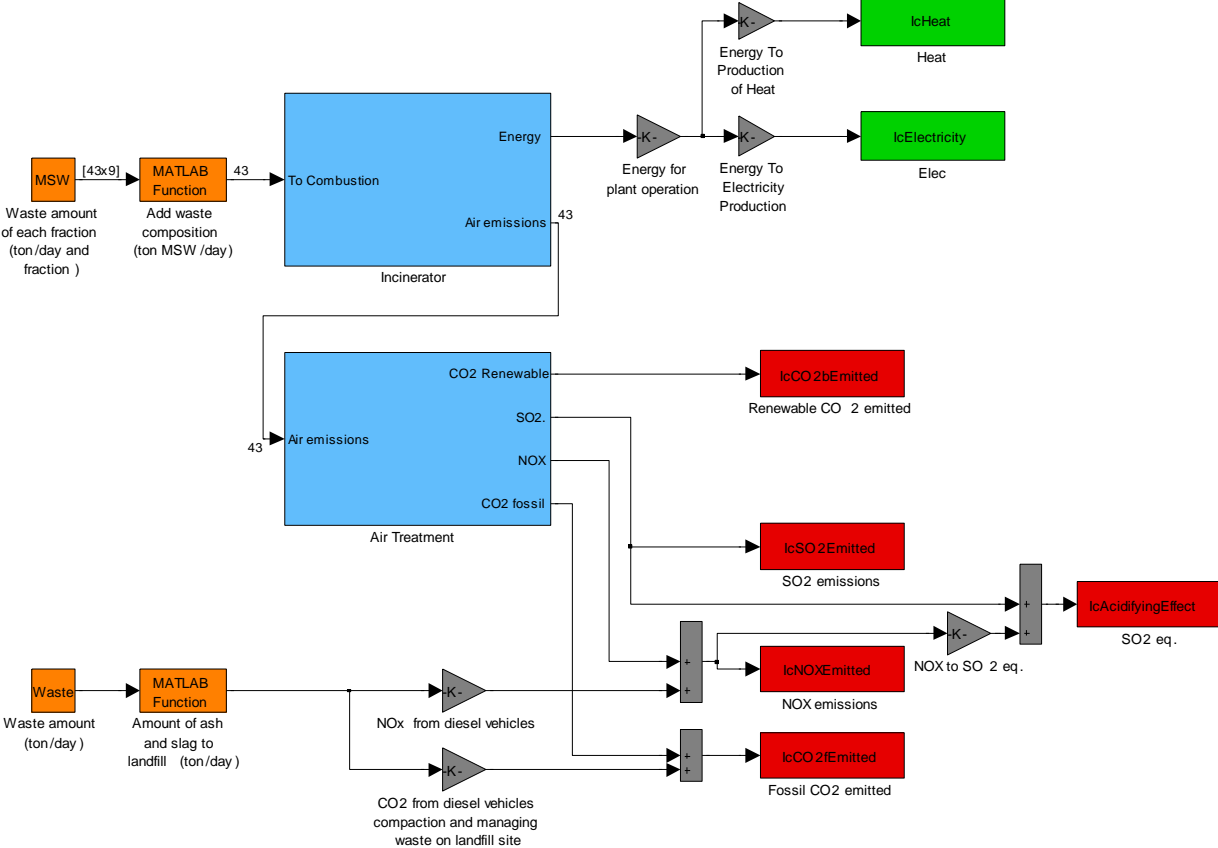 IcHeat
-K-
Heat
Energy To
Production
of Heat
Energy
-K-
-K-
IcElectricity
Energy for
plant operation
Energy To
Electricity
Production
Elec
MSW
[43x9]
MATLAB
Function
43
To Combustion
Waste amount
of each fraction
(ton/day and
fraction )
Add waste
composition
(ton MSW /day)
Air emissions
43
Incinerator
CO2 Renewable
IcCO2bEmitted
Renewable CO 2 emitted
SO2.
Air emissions
43
NOX
CO2 fossil
Air Treatment
IcSO2Emitted
SO2 emissions
+
+
IcAcidifyingEffect
SO2 eq.
-K-
NOX to SO 2 eq.
+
+
IcNOXEmitted
NOX emissions
Waste
MATLAB
Function
-K-
Waste amount
(ton/day)
Amount of ash
and slag to
landfill (ton/day)
NOx from diesel vehicles
+
+
IcCO2fEmitted
Fossil CO2 emitted
-K-
CO2 from diesel vehicles
compaction and managing
waste on landfill site